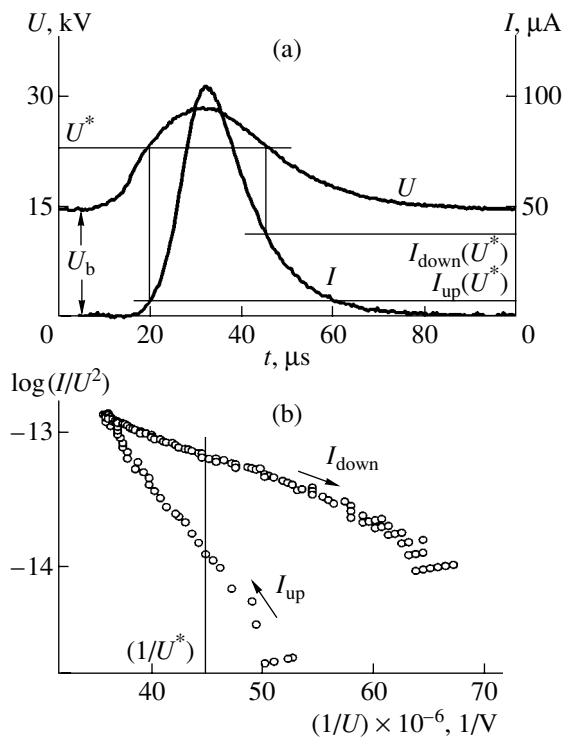 U, kV
(a)
I, μA
30
100
U*
U
15
50
U_b
I_down(U*)
I
I_up(U*)
0
20
40
60
80
0
t, μs
log(I/U²)
(b)
−13
I_down
−14
I_up
(1/U*)
40
50
60
70
(1/U) × 10⁻⁶, 1/V